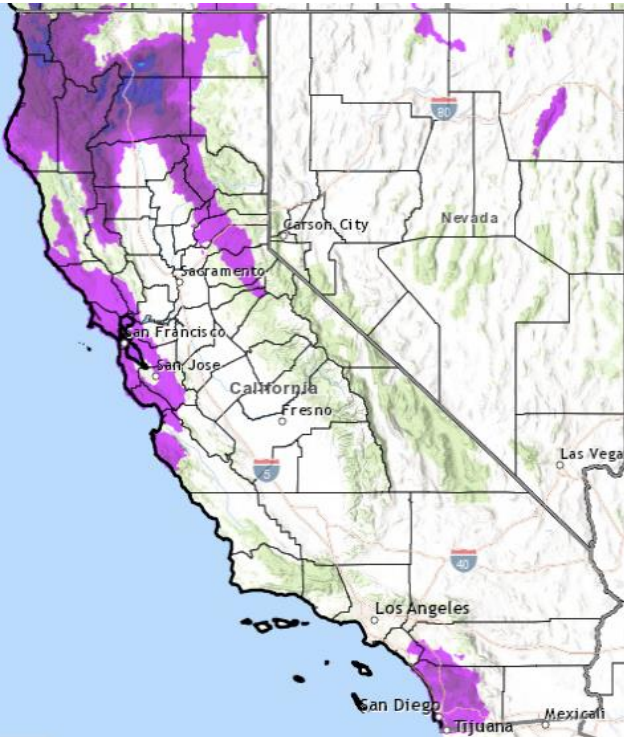 80
Carson City
Nevada
Sacramento
San Francisco
San Jose
California
Fresno
Las Vega
5
40
Los Angeles
San Diego
Tijuana
Mexicali